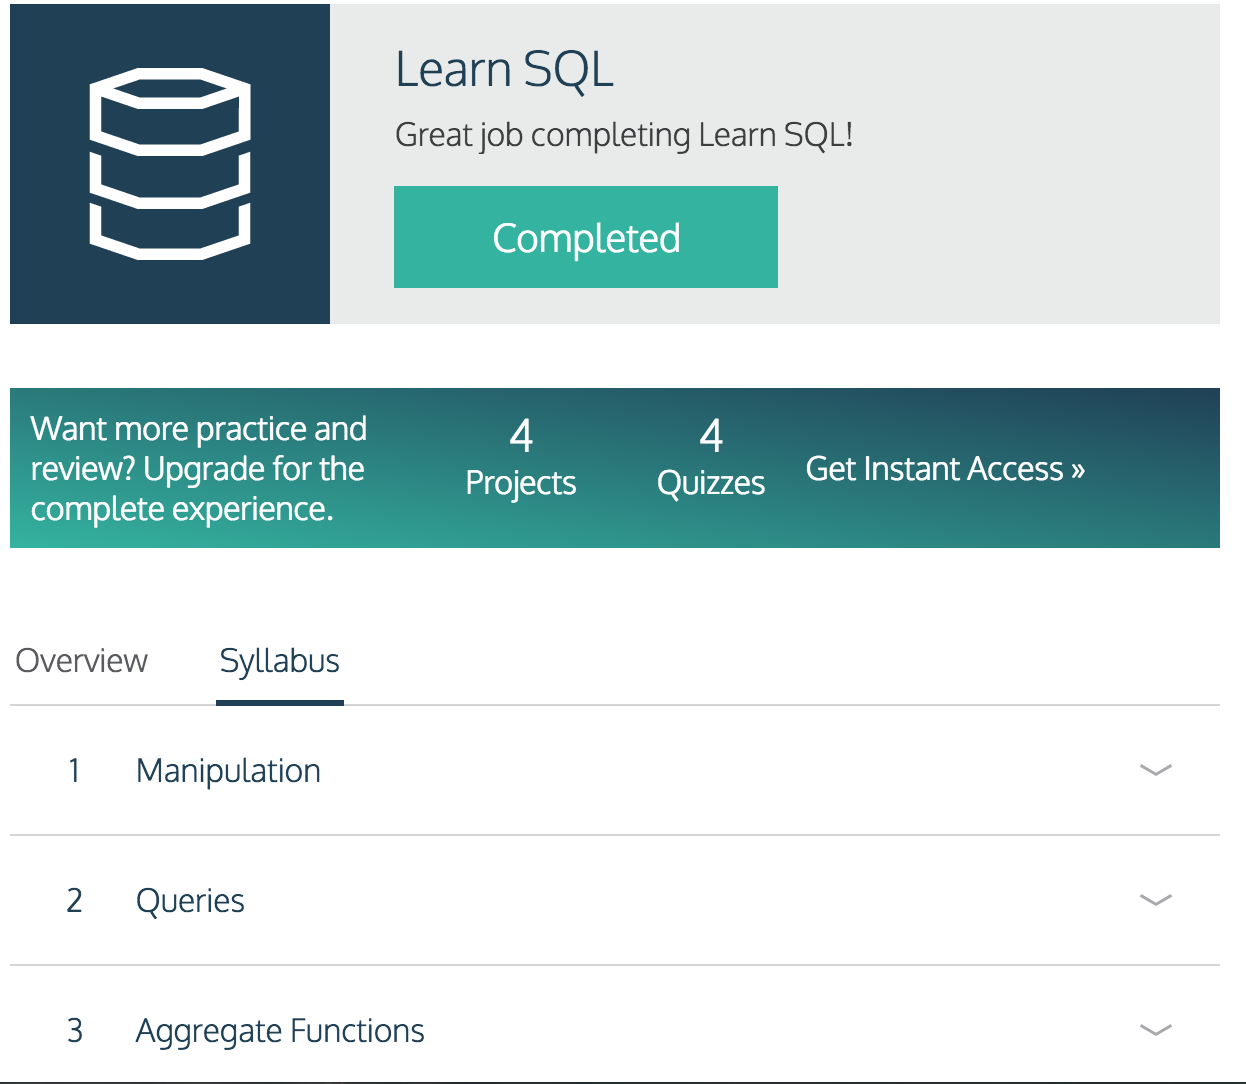 Learn SQL
Great job completing Learn SQL!
Completed
Want more practice and
review? Upgrade for the
complete experience.
4
Projects
4
Quizzes
Get Instant Access »
Overview
Syllabus
1 Manipulation
2 Queries
3 Aggregate Functions